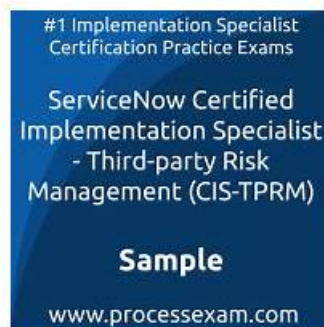 #1 Implementation Specialist
Certification Practice Exams
ServiceNow Certified
Implementation Specialist
- Third-party Risk
Management (CIS-TPRM)
Sample
www.processexam.com